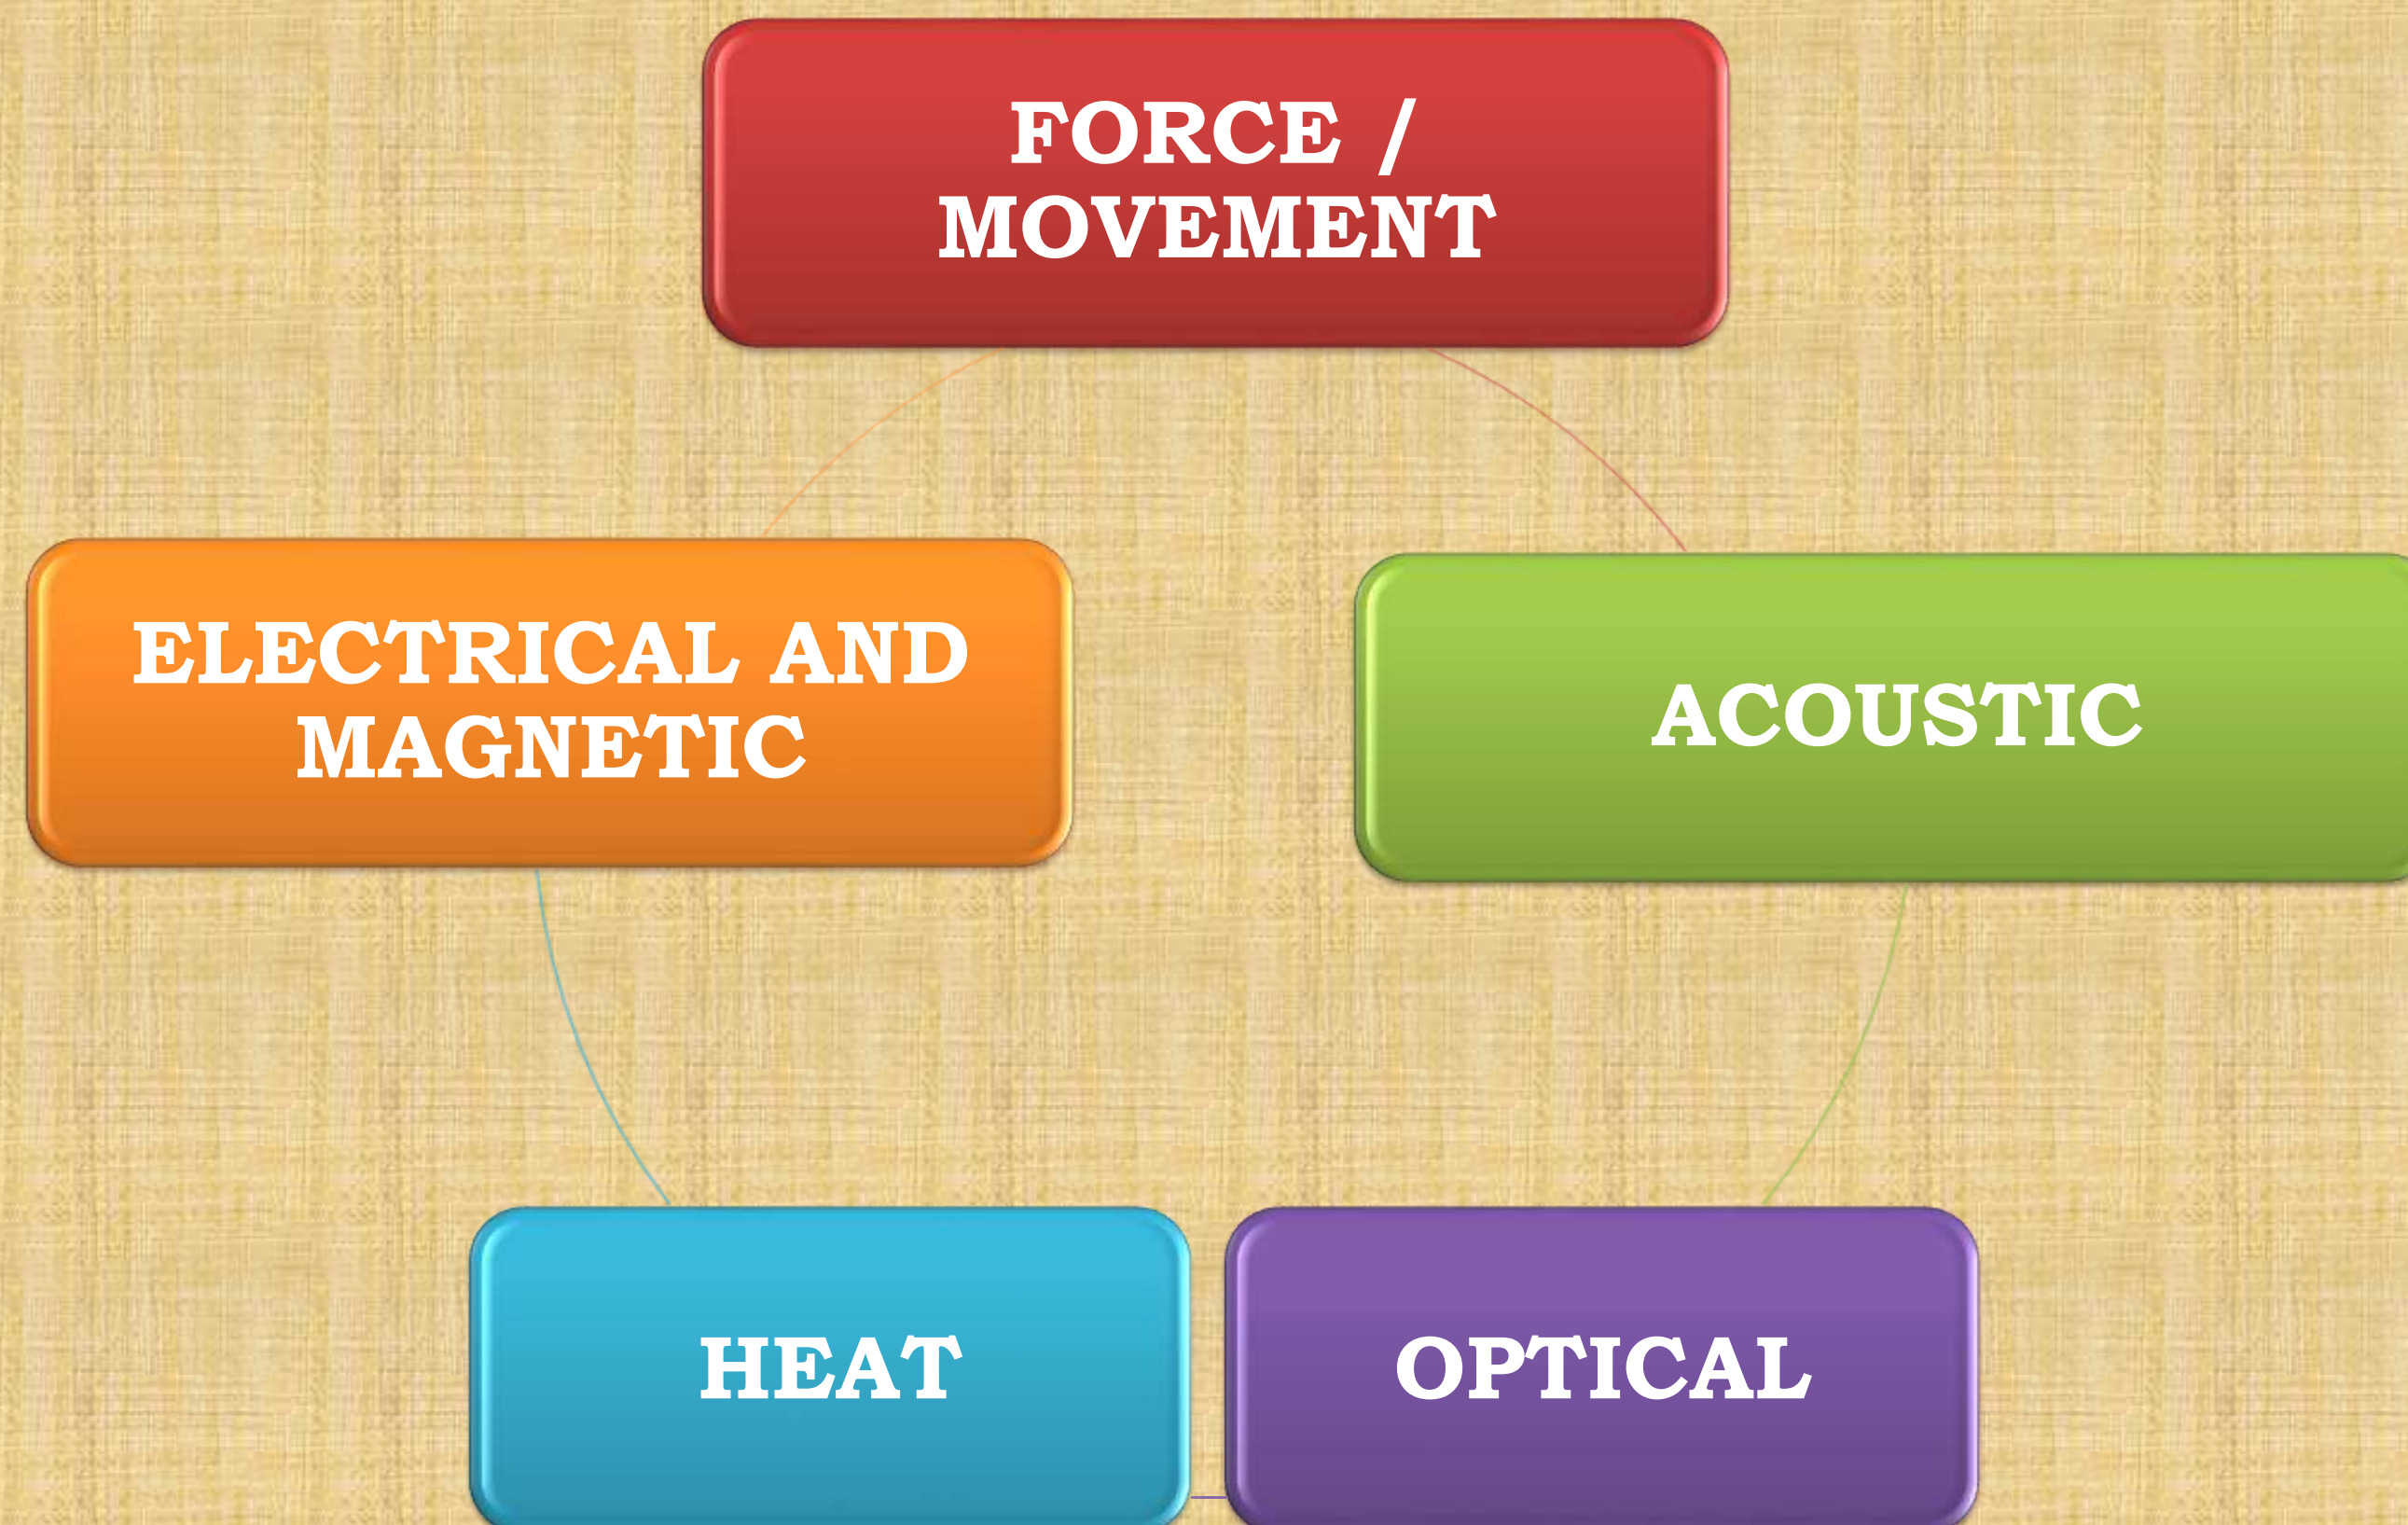 FORCE /
MOVEMENT
ELECTRICAL AND
MAGNETIC
ACOUSTIC
HEAT
OPTICAL